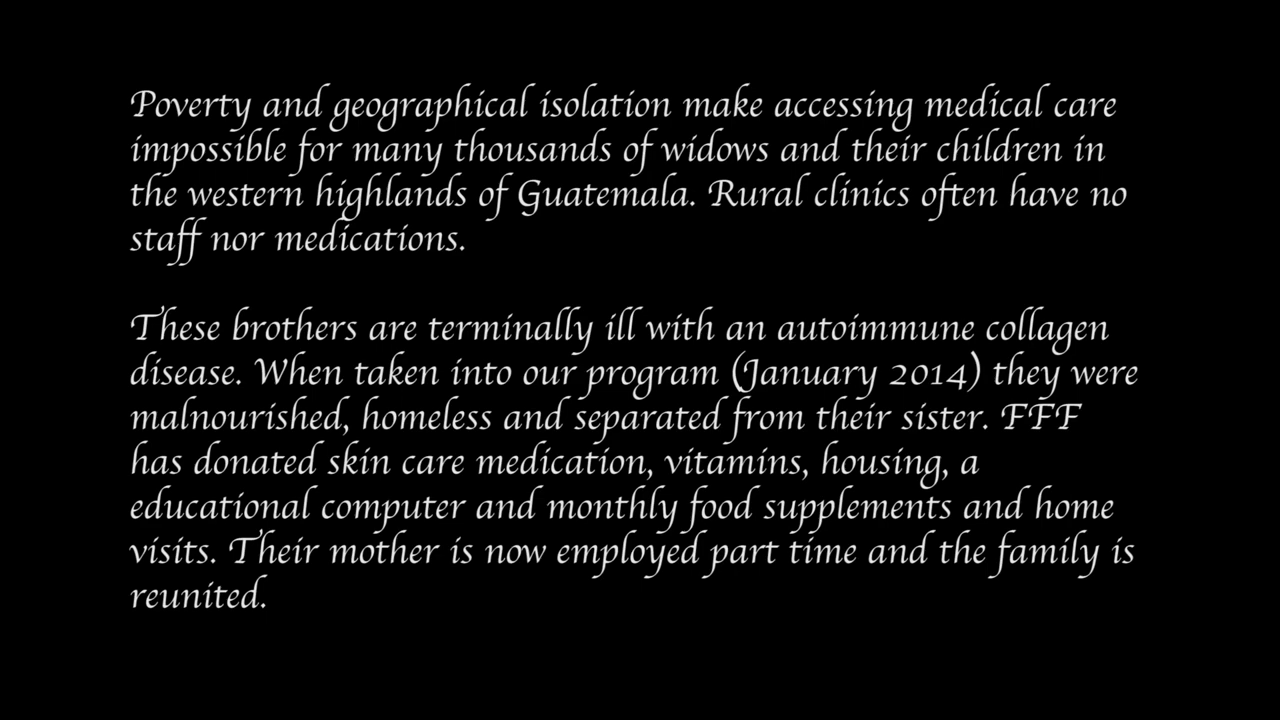 Poverty and geographical isolation make accessing medical care
impossible for many thousands of widows and their children in
the western highlands of Guatemala. Rural clinics often have no
staff nor medications.
These brothers are terminally ill with an autoimmune collagen
disease. When taken into our program (January 2014) they were
malnourished, homeless and separated from their sister. FFF
has donated skin care medication, vitamins, housing, a
educational computer and monthly food supplements and home
visits. Their mother is now employed part time and the family is
reunited.